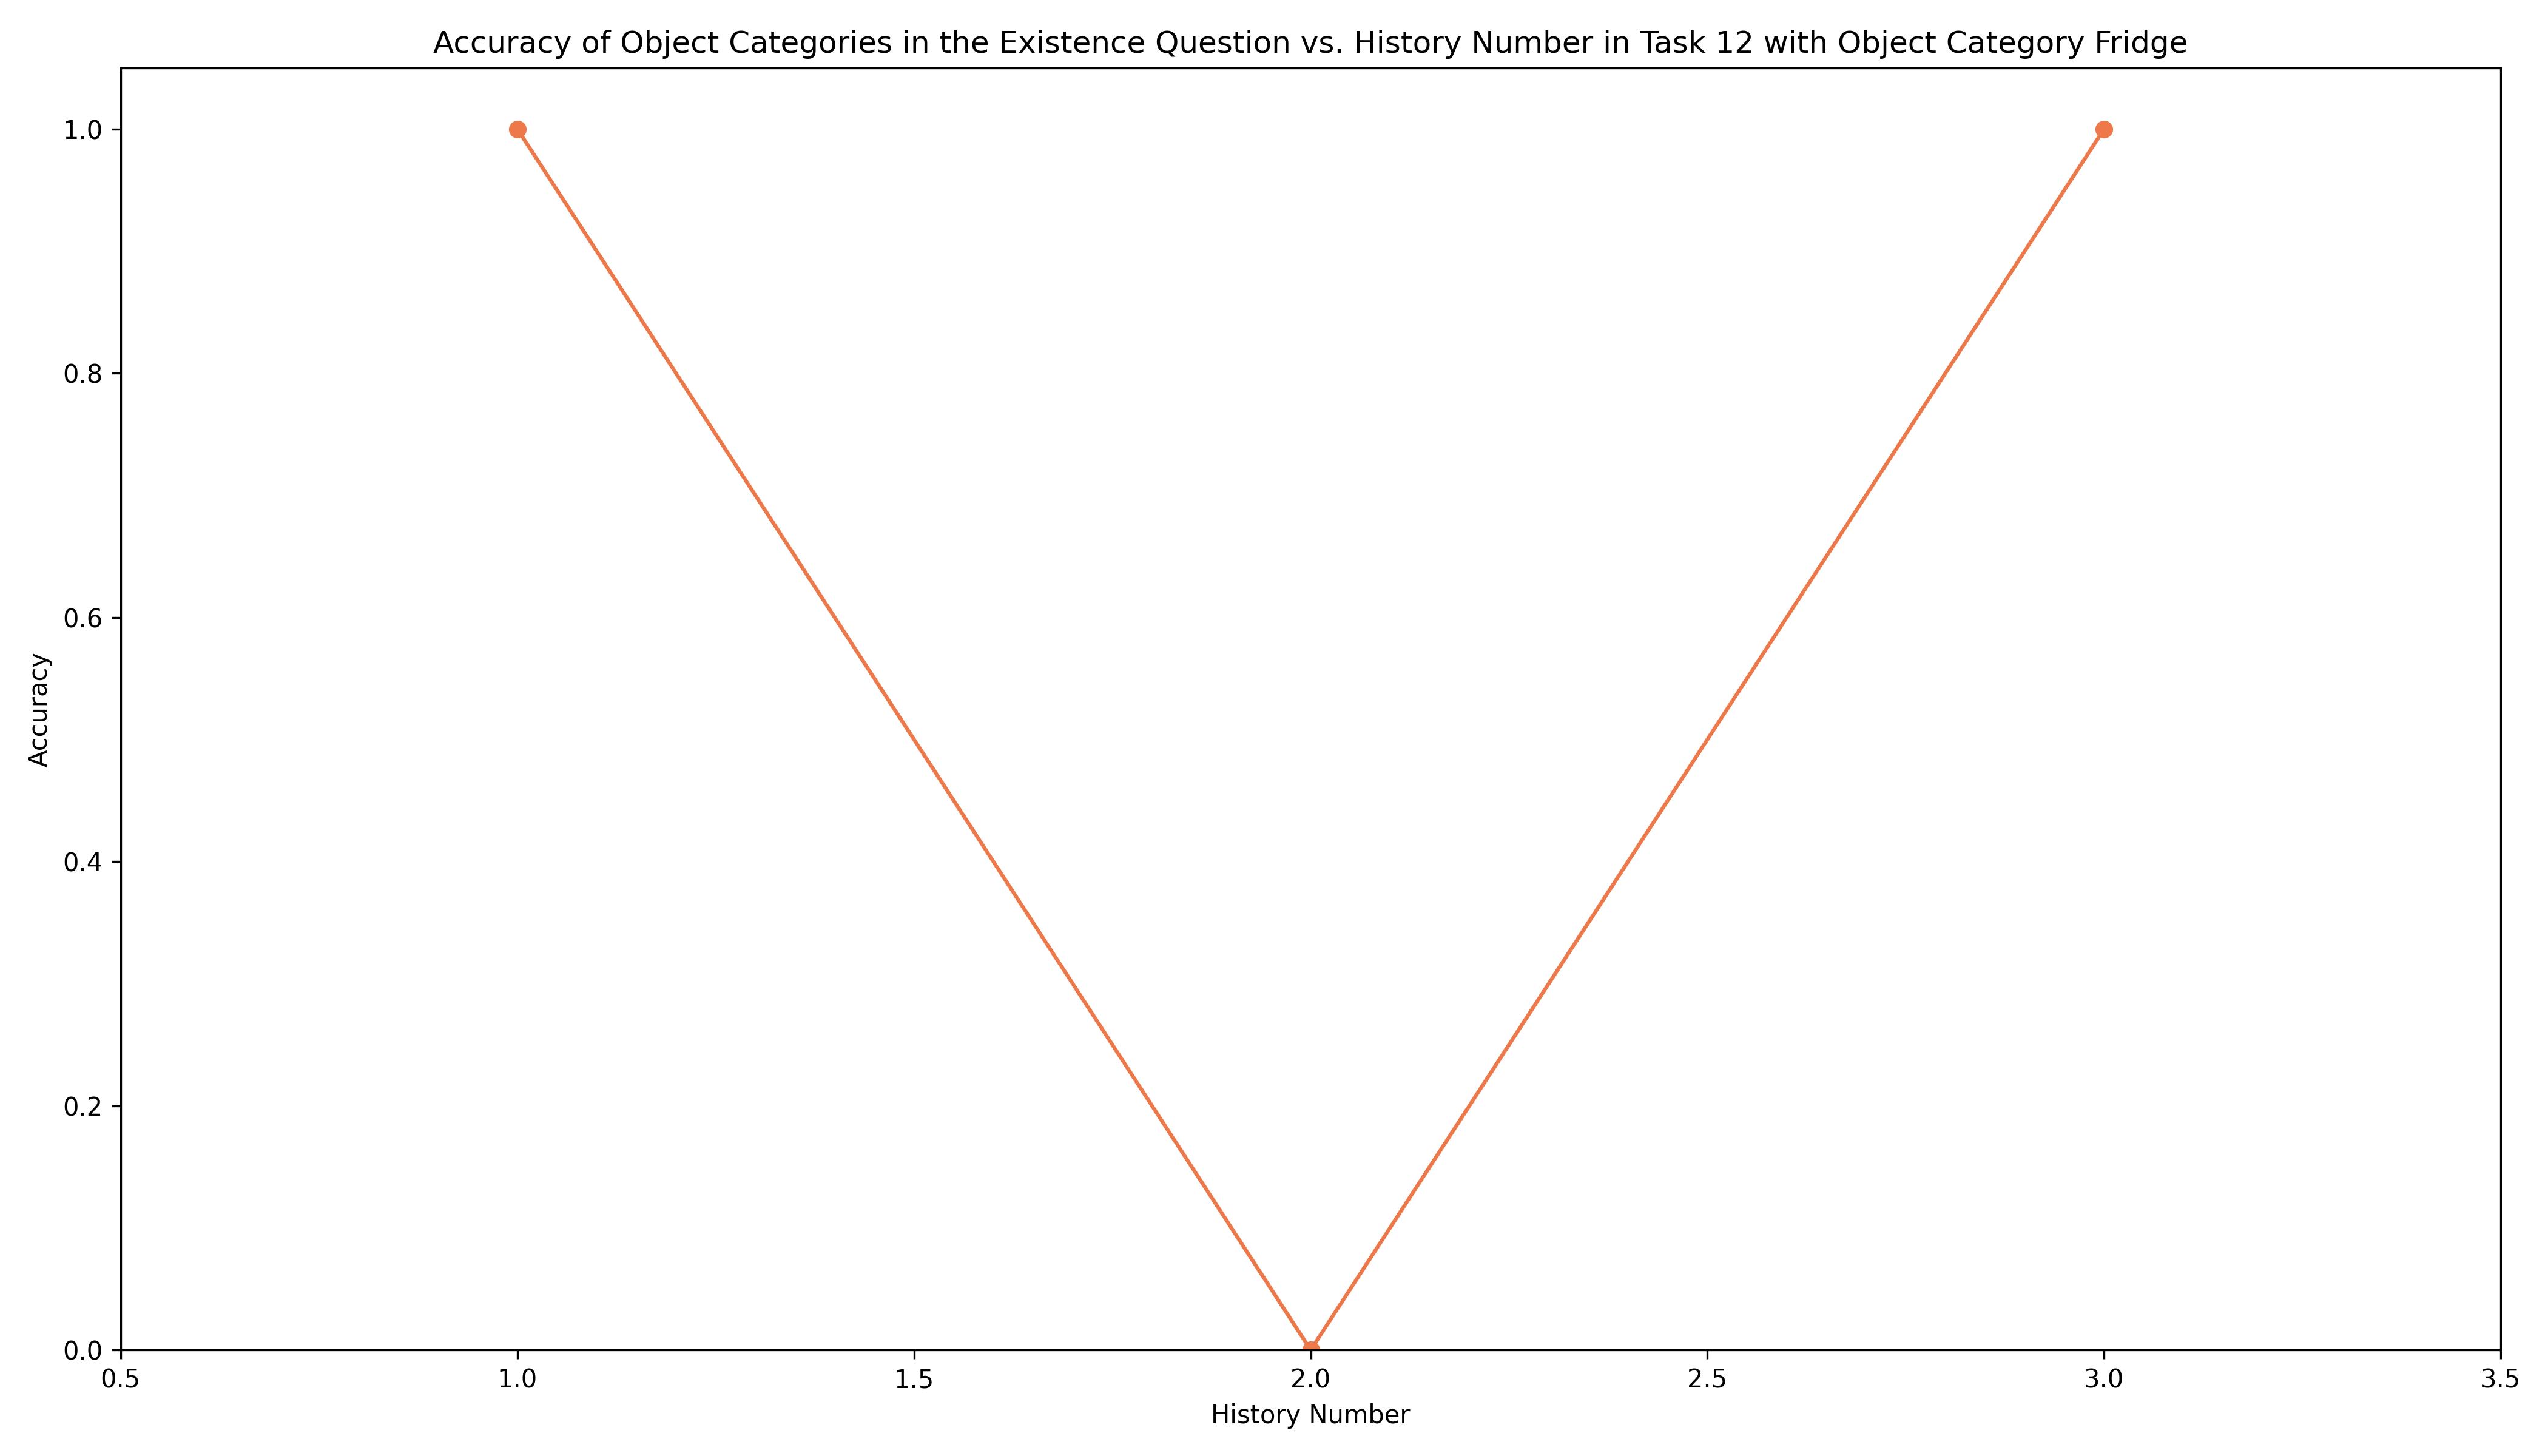 Accuracy of Object Categories in the Existence Question vs. History Number in Task 12 with Object Category Fridge
1.0
0.8
0.6
0.4
0.2
0.0
Accuracy
0.5 1.0 1.5 2.0 2.5 3.0 3.5
History Number